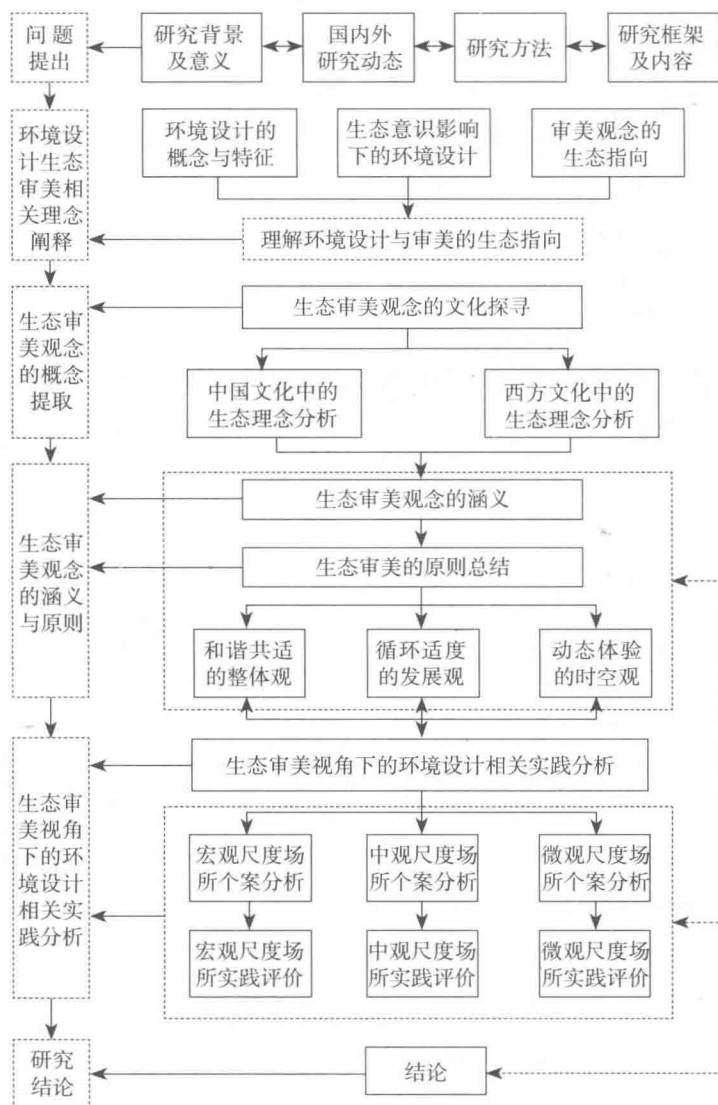 问题
提出
研究背景
及意义
国内外
研究动态
研究方法
研究框架
及内容
环境设
计生态
审美相
关理念
阐释
环境设计的
概念与特征
生态意识影响
下的环境设计
审美观念的
生态指向
理解环境设计与审美的生态指向
生态审
美观念
的概念
提取
生态审美观念的文化探寻
中国文化中的
生态理念分析
西方文化中的
生态理念分析
生态审
美观念
的涵义
与原则
生态审美观念的涵义
生态审美的原则总结
和谐共适
的整体观
循环适度
的发展观
动态体验
的时空观
生态审
美视角
下的环
境设计
相关实
践分析
生态审美视角下的环境设计相关实践分析
宏观尺度场
所个案分析
中观尺度场
所个案分析
微观尺度场
所个案分析
宏观尺度场
所实践评价
中观尺度场
所实践评价
微观尺度场
所实践评价
研究
结论
结论